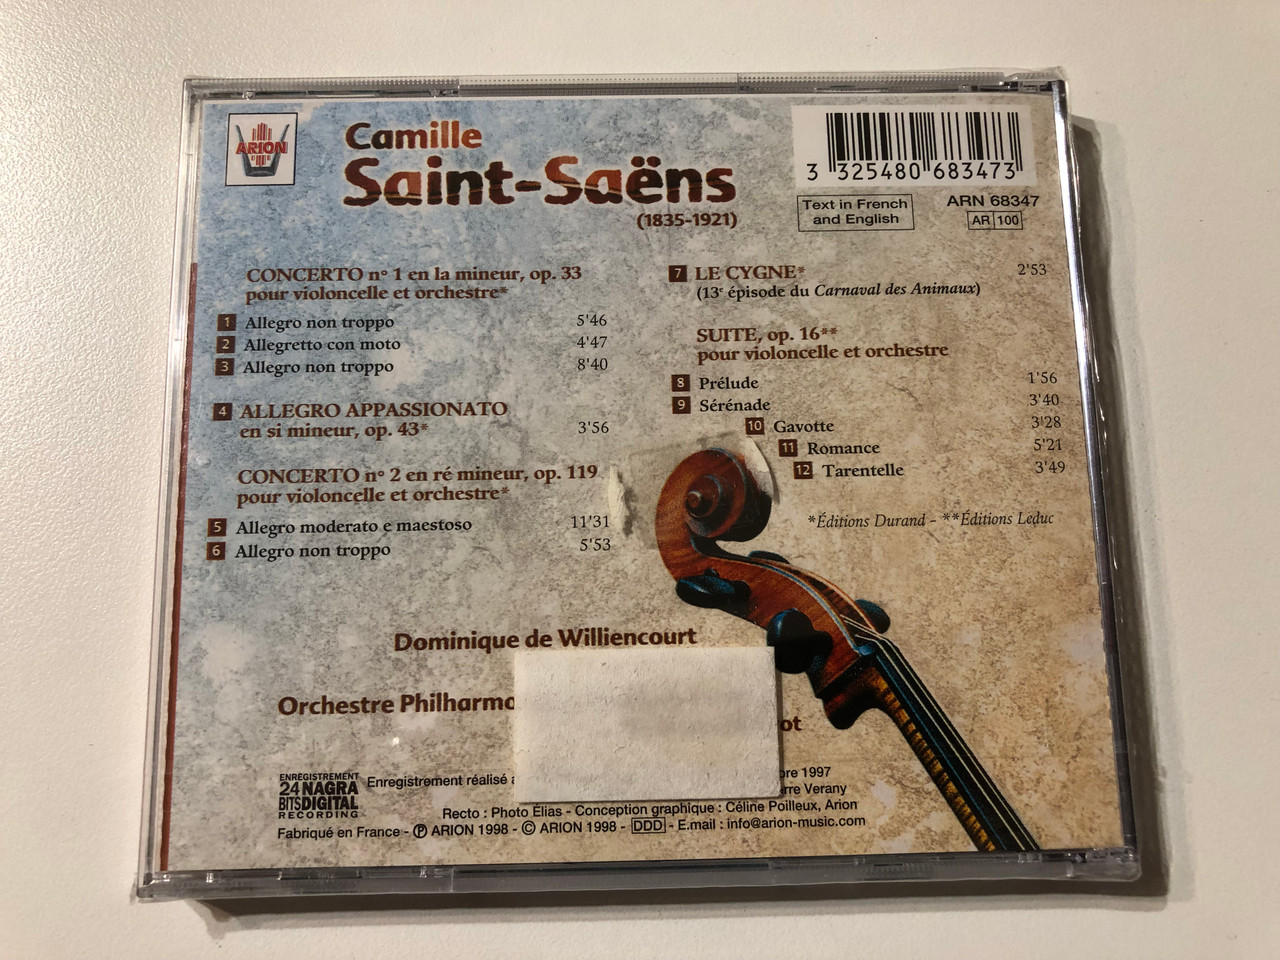 ARION
Camille
Saint-Saëns
(1835-1921)
3 325480 683473
Text in French
and English
ARN 68347
AR 100
CONCERTO nº 1 en la mineur, op. 33
pour violoncelle et orchestre*
1 Allegro non troppo 5'46
2 Allegretto con moto 4'47
3 Allegro non troppo 8'40
4 ALLEGRO APPASSIONATO
en si mineur, op. 43* 3'56
CONCERTO nº 2 en ré mineur, op. 119
pour violoncelle et orchestre*
5 Allegro moderato e maestoso 11'31
6 Allegro non troppo 5'53
7 LE CYGNE* 2'53
(13e épisode du Carnaval des Animaux)
SUITE, op. 16**
pour violoncelle et orchestre
8 Prélude 1'56
9 Sérénade 3'40
10 Gavotte 3'28
11 Romance 5'21
12 Tarentelle 3'49
*Éditions Durand - **Éditions Leduc
Dominique de Williencourt
Orchestre Philharmo
ot
ENREGISTREMENT
24 NAGRA
BITS DIGITAL
RECORDING
Enregistrement réalisé
bre 1997
erre Verany
Recto : Photo Élias - Conception graphique : Céline Poilleux, Arion
Fabriqué en France - ℗ ARION 1998 - © ARION 1998 - DDD - E.mail : info@arion-music.com